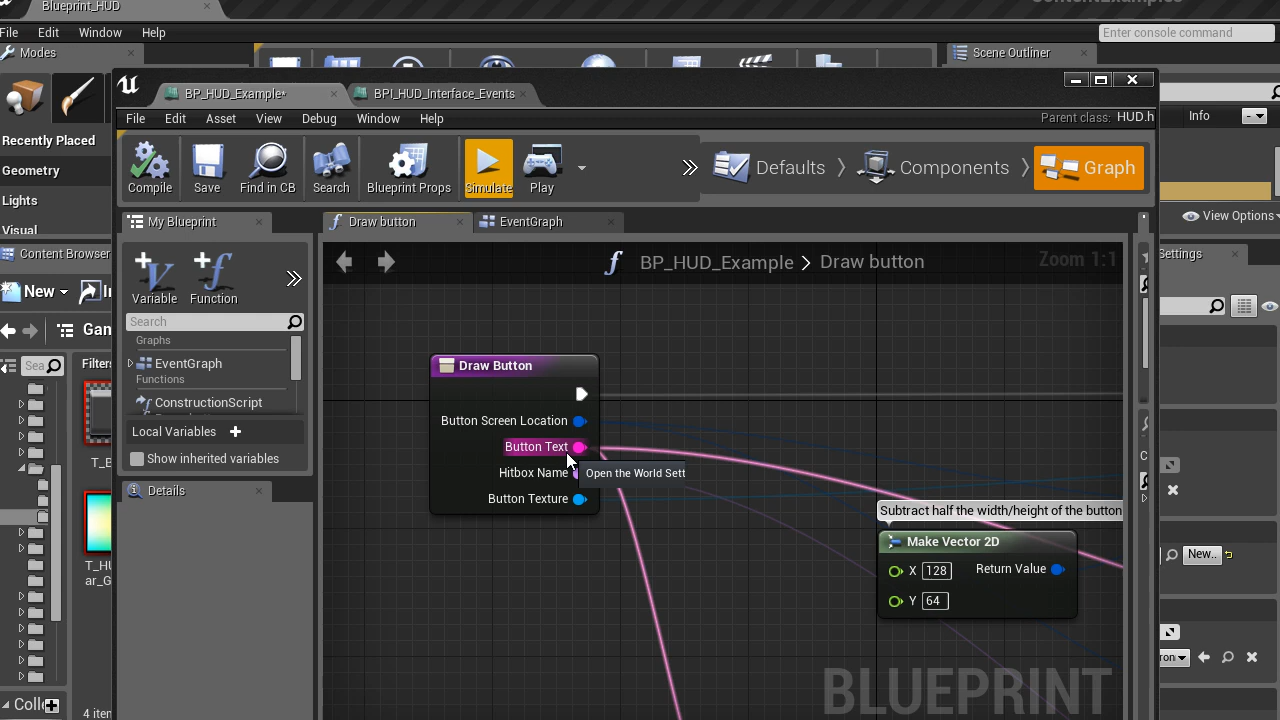 Blueprint_HUD
File Edit Window Help
Enter console command
Modes
Scene Outliner
BP_HUD_Example*
BPI_HUD_Interface_Events
File Edit Asset View Debug Window Help
Parent class: HUD.h
Info
Recently Placed
Geometry
Lights
Visual
Compile
Save
Find in CB
Search
Blueprint Props
Simulate
Play
Defaults
Components
Graph
View Options
My Blueprint
Draw button
EventGraph
Content Browser
Settings
BP_HUD_Example > Draw button
Zoom 1:1
Variable
Function
New
Search
Graphs
EventGraph
Functions
ConstructionScript
Local Variables
Show inherited variables
Details
Filters
Sea
Draw Button
Button Screen Location
Button Text
Hitbox Name
Open the World Sett
Button Texture
Subtract half the width/height of the button
Make Vector 2D
X 128
Return Value
Y 64
New..
T_B
T_HU
ar_G
4 item
BLUEPRINT